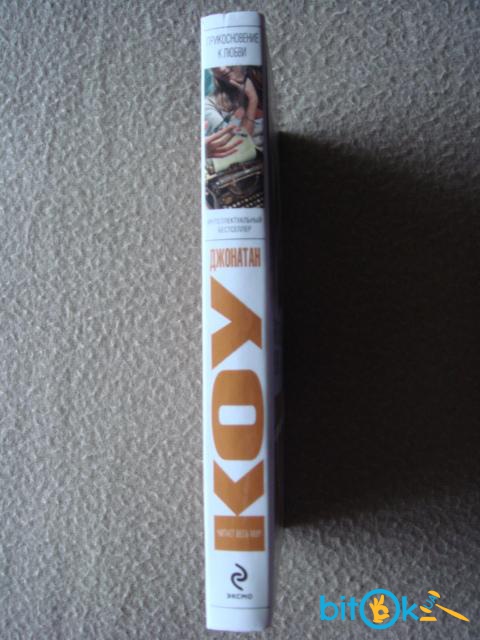 ПРИКОСНОВЕНИЕ
К ЛЮБВИ
ИНТЕЛЛЕКТУАЛЬНЫЙ
БЕСТСЕЛЛЕР
ДЖОНАТАН
КОУ
ЧИТАЕТ ВЕСЬ МИР
ЭКСМО
bitOk